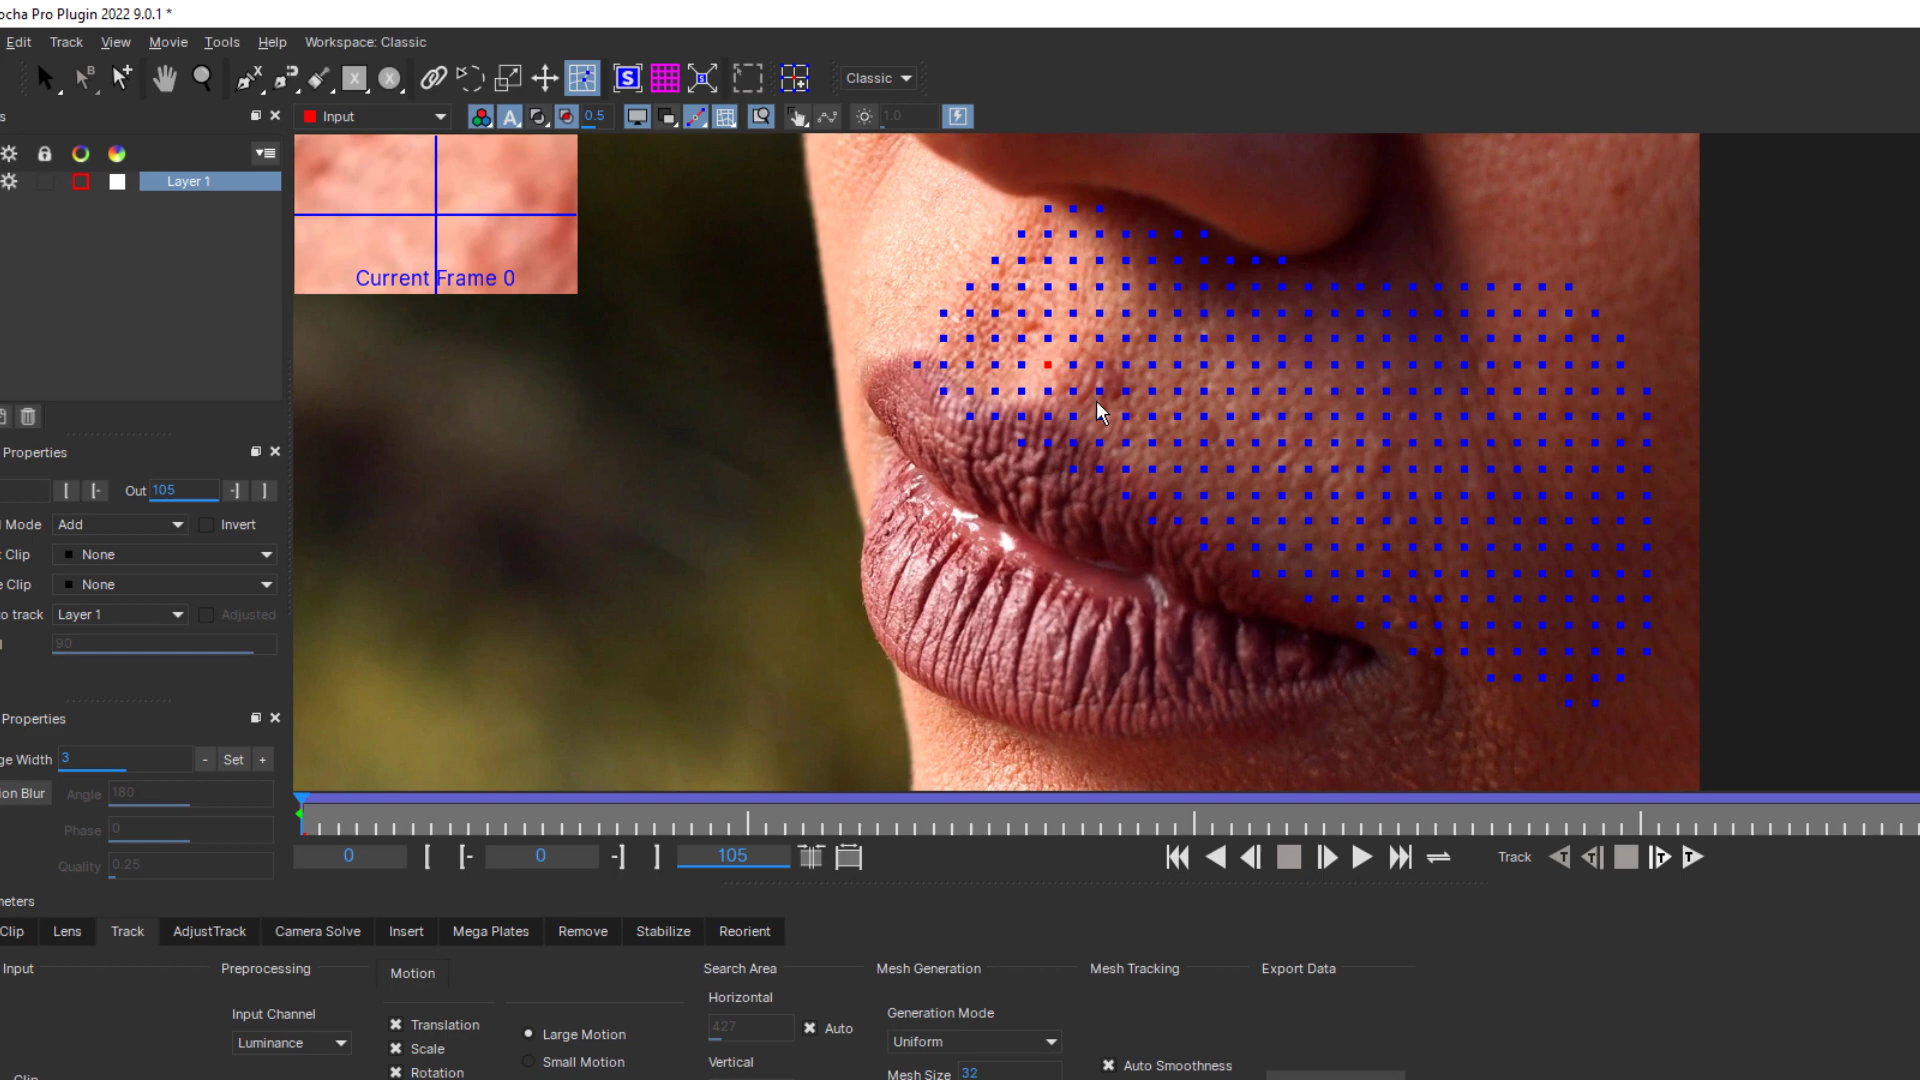 ocha Pro Plugin 2022 9.0.1 *
Edit Track View Movie Tools Help Workspace: Classic
Classic
s
Input 0.5 1.0
Layer 1
Current Frame 0
Properties
Out 105
l Mode Add Invert
t Clip None
e Clip None
o track Layer 1 Adjusted
l 90
Properties
ge Width 3 - Set +
ion Blur Angle 180
Phase 0
Quality 0.25
0 0 105 Track
neters
Clip Lens Track AdjustTrack Camera Solve Insert Mega Plates Remove Stabilize Reorient
Input Preprocessing Motion Search Area Mesh Generation Mesh Tracking Export Data
Horizontal
Input Channel Translation Large Motion 427 Auto Generation Mode
Luminance Scale Small Motion Vertical Uniform Auto Smoothness
Clip Rotation Mesh Size 32